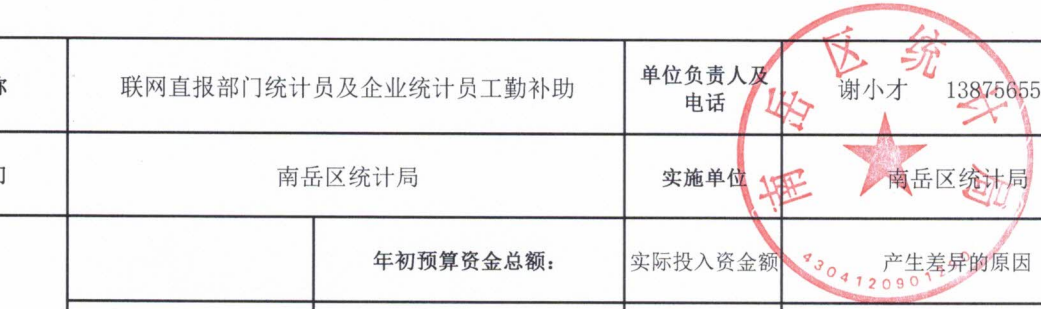 称
联网直报部门统计员及企业统计员工勤补助
单位负责人及
电话
谢小才 13875655
南岳区统计局
实施单位
南岳区统计局
年初预算资金总额：
实际投入资金额
产生差异的原因
南岳区统计局